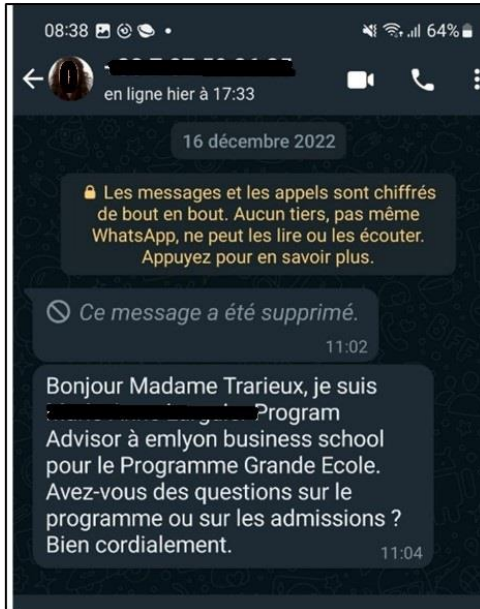 08:38
64%
en ligne hier à 17:33
16 décembre 2022
Les messages et les appels sont chiffrés
de bout en bout. Aucun tiers, pas même
WhatsApp, ne peut les lire ou les écouter.
Appuyez pour en savoir plus.
Ce message a été supprimé.
11:02
Bonjour Madame Trarieux, je suis
Program
Advisor à emlyon business school
pour le Programme Grande Ecole.
Avez-vous des questions sur le
programme ou sur les admissions ?
Bien cordialement.
11:04